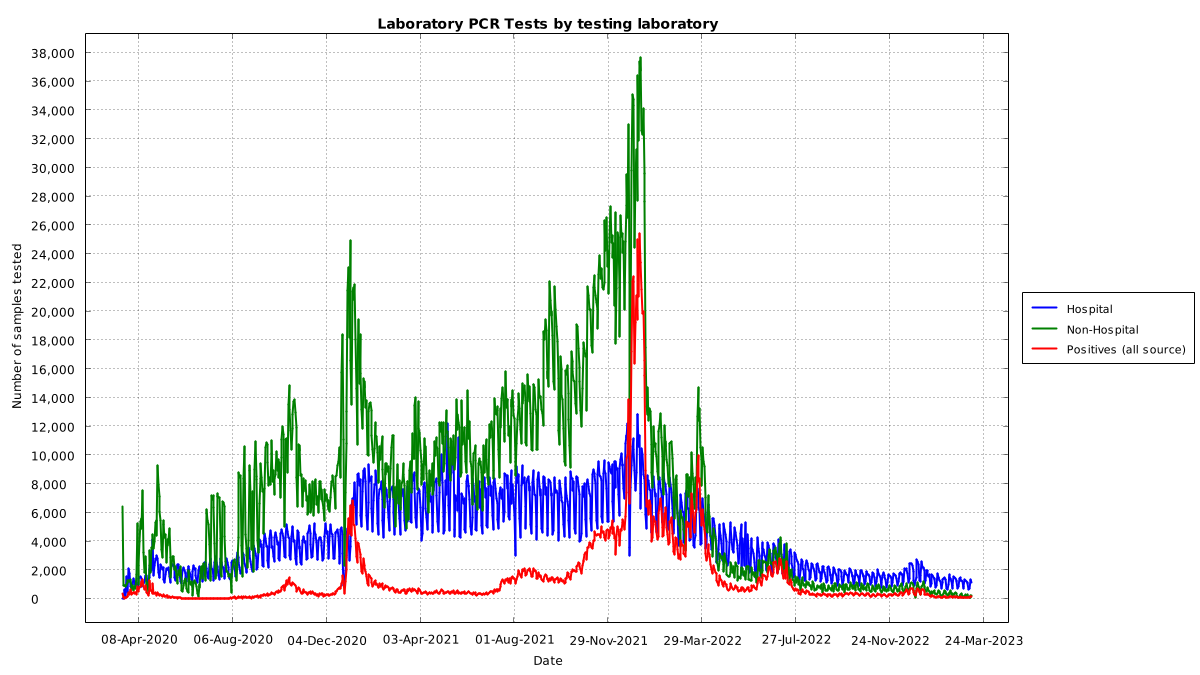 Laboratory PCR Tests by testing laboratory
38,000
36,000
34,000
32,000
30,000
28,000
26,000
24,000
22,000
20,000
18,000
16,000
14,000
12,000
10,000
8,000
6,000
4,000
2,000
0
Number of samples tested
08-Apr-2020 06-Aug-2020 04-Dec-2020 03-Apr-2021 01-Aug-2021 29-Nov-2021 29-Mar-2022 27-Jul-2022 24-Nov-2022 24-Mar-2023
Date
Hospital
Non-Hospital
Positives (all source)